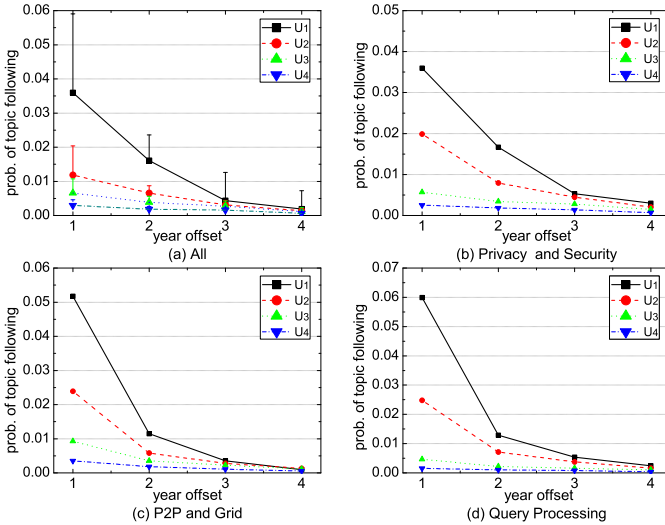 0.06
0.05
0.04
0.03
0.02
0.01
0.00
prob. of topic following
U1
U2
U3
U4
1 2 3 4
year offset
(a) All
0.05
0.04
0.03
0.02
0.01
0.00
prob. of topic following
U1
U2
U3
U4
1 2 3 4
year offset
(b) Privacy and Security
0.06
0.05
0.04
0.03
0.02
0.01
0.00
prob. of topic following
U1
U2
U3
U4
1 2 3 4
year offset
(c) P2P and Grid
0.07
0.06
0.05
0.04
0.03
0.02
0.01
0.00
prob. of topic following
U1
U2
U3
U4
1 2 3 4
year offset
(d) Query Processing